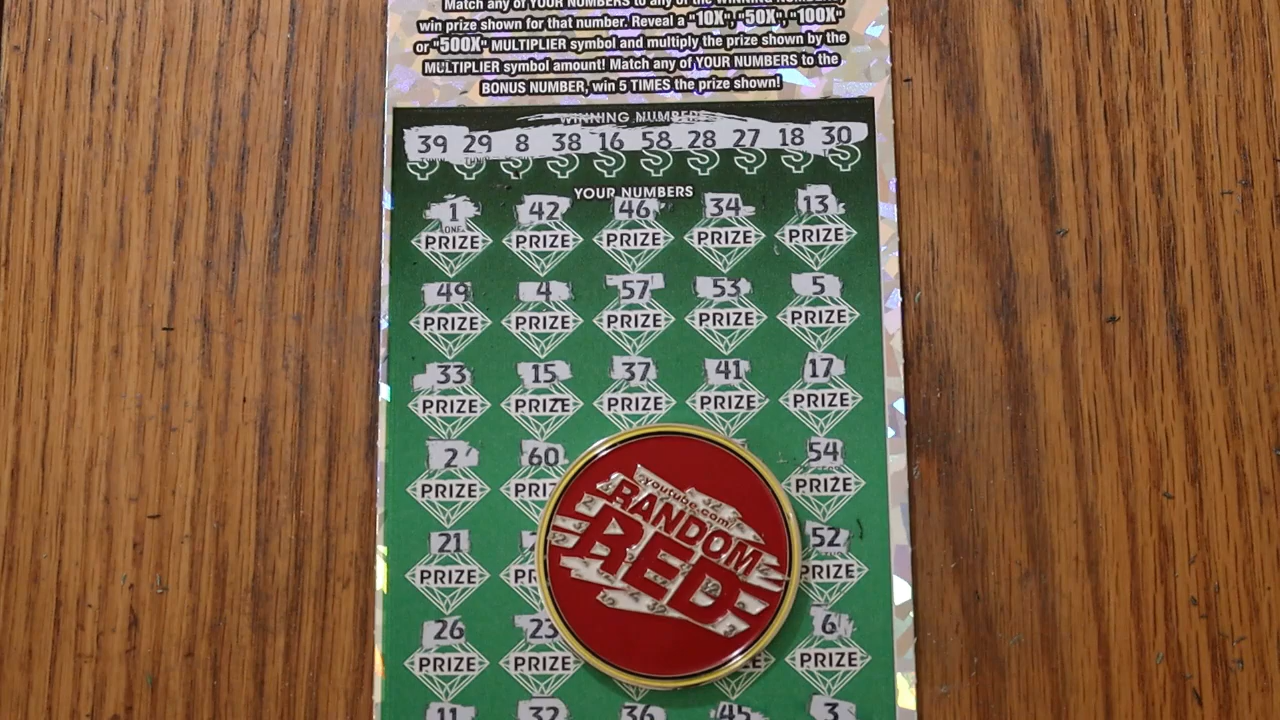 Match any of YOUR NUMBERS to any of the WINNING NUMBERS,
win prize shown for that number. Reveal a "10X", "50X", "100X"
or "500X" MULTIPLIER symbol and multiply the prize shown by the
MULTIPLIER symbol amount! Match any of YOUR NUMBERS to the
BONUS NUMBER, win 5 TIMES the prize shown!
WINNING NUMBERS
39 29 8 38 16 58 28 27 18 30
$ $ $ $ $ $ $ $ $ $
YOUR NUMBERS
1 42 46 34 13
ONE
PRIZE PRIZE PRIZE PRIZE PRIZE
49 4 57 53 5
PRIZE PRIZE PRIZE PRIZE PRIZE
33 15 37 41 17
PRIZE PRIZE PRIZE PRIZE PRIZE
2 60 54
PRIZE PRIZE
21 52
PRIZE PRIZE
26 23 6
PRIZE PRIZE PRIZE
11 32 36 45 3
youtube.com/
RANDOM
RED